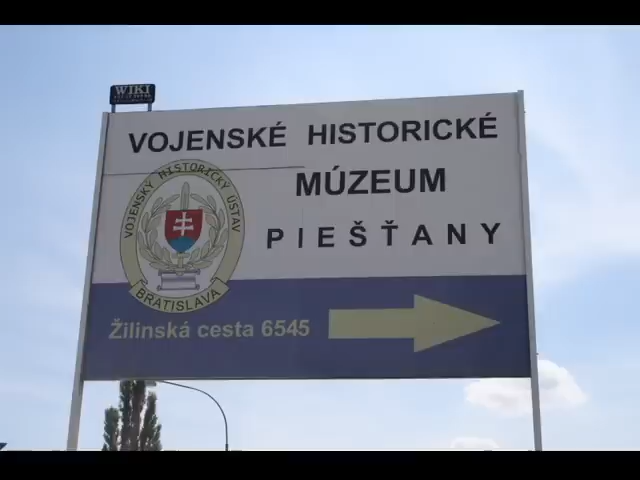 WIKI
VOJENSKÉ HISTORICKÉ
MÚZEUM
PIEŠŤANY
VOJENSKÝ HISTORICKÝ ÚSTAV
BRATISLAVA
Žilinská cesta 6545